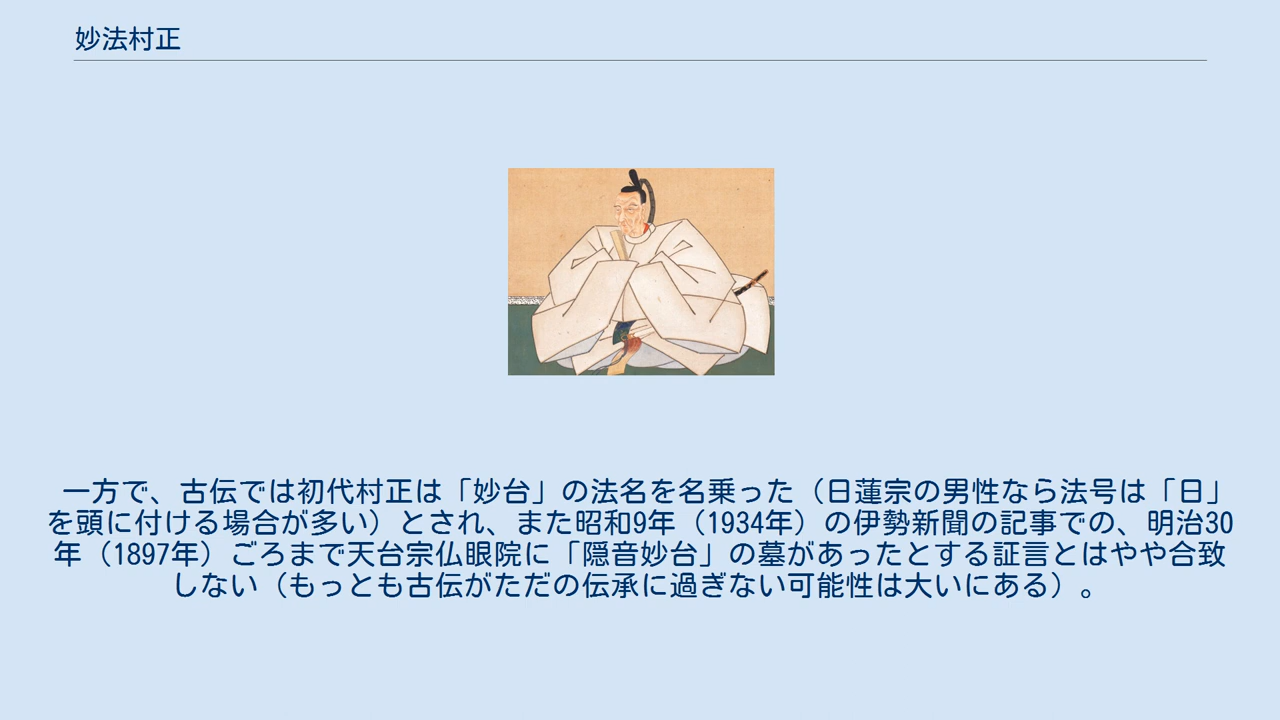 妙法村正
一方で、古伝では初代村正は「妙台」の法名を名乗った（日蓮宗の男性なら法号は「日」
を頭に付ける場合が多い）とされ、また昭和9年（1934年）の伊勢新聞の記事での、明治30
年（1897年）ごろまで天台宗仏眼院に「隠音妙台」の墓があったとする証言とはやや合致
しない（もっとも古伝がただの伝承に過ぎない可能性は大いにある）。